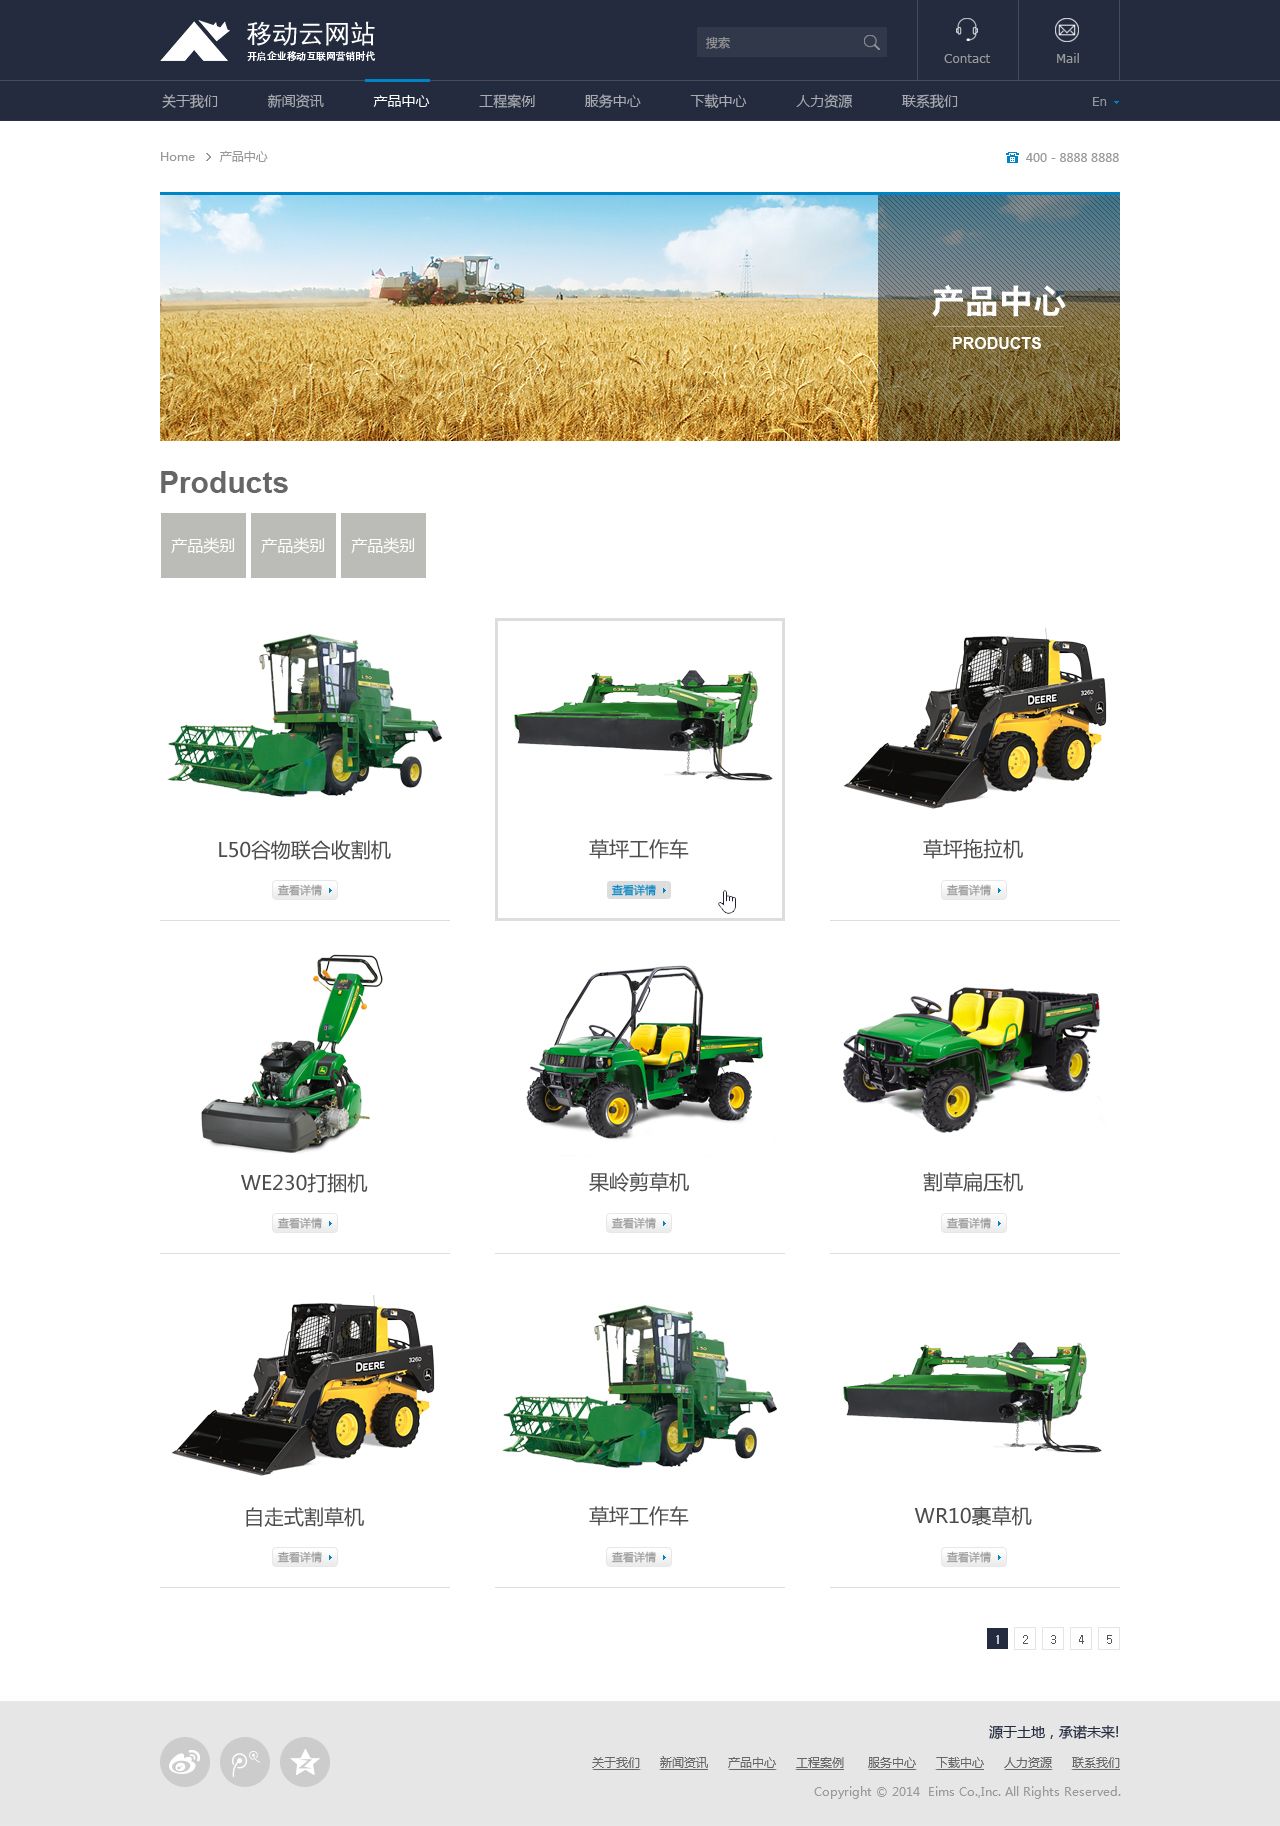 移动云网站
开启企业移动互联网营销时代
搜索
Contact
Mail
关于我们 新闻资讯 产品中心 工程案例 服务中心 下载中心 人力资源 联系我们 En
Home > 产品中心
400 - 8888 8888
产品中心
PRODUCTS
Products
产品类别 产品类别 产品类别
L50
DEERE
326D
L50谷物联合收割机 草坪工作车 草坪拖拉机
查看详情 查看详情 查看详情
WE230打捆机 果岭剪草机 割草扁压机
查看详情 查看详情 查看详情
DEERE
326D
自走式割草机 草坪工作车 WR10裹草机
查看详情 查看详情 查看详情
1 2 3 4 5
源于土地，承诺未来!
关于我们 新闻资讯 产品中心 工程案例 服务中心 下载中心 人力资源 联系我们
Copyright © 2014 Eims Co.,Inc. All Rights Reserved.